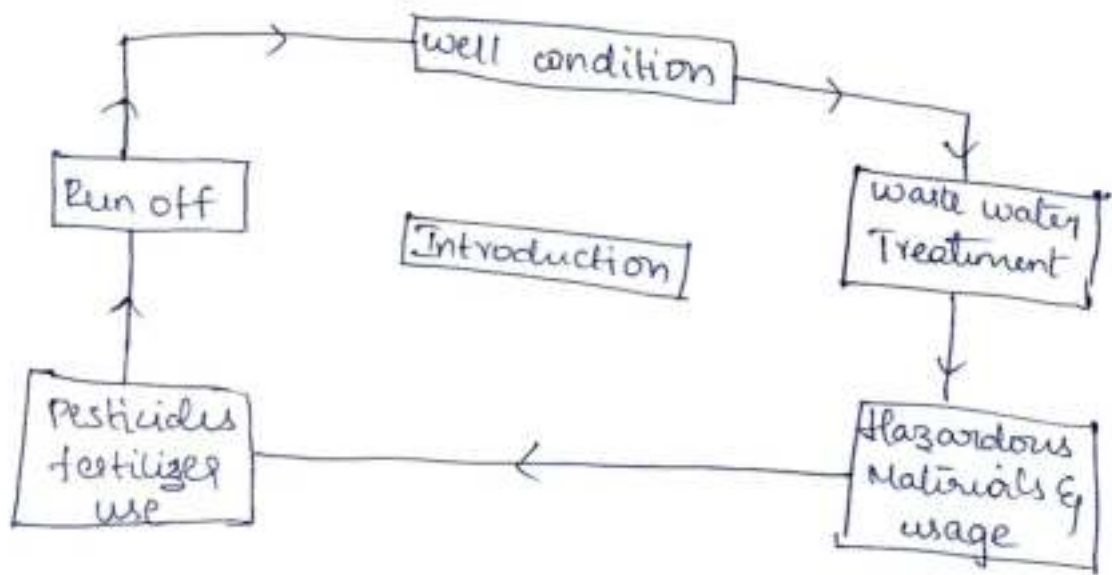 well condition
Run off
waste water
Treatment
Introduction
Pesticides
fertilizer
use
Hazardous
Materials &
usage